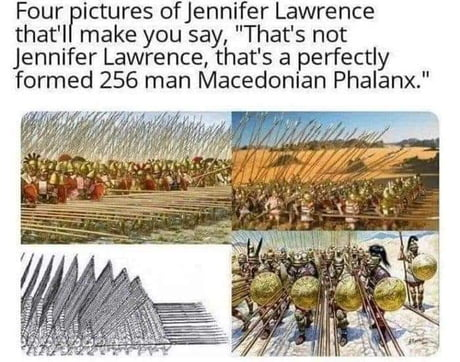 Four pictures of Jennifer Lawrence
that'll make you say, "That's not
Jennifer Lawrence, that's a perfectly
formed 256 man Macedonian Phalanx."